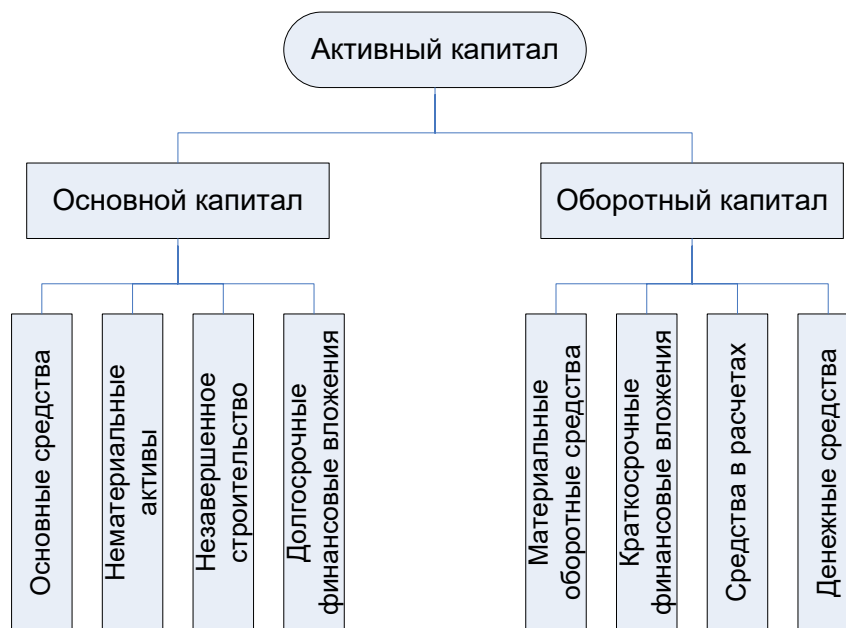 Активный капитал
Основной капитал
Оборотный капитал
Основные средства
Нематериальные
активы
Незавершенное
строительство
Долгосрочные
финансовые вложения
Материальные
оборотные средства
Краткосрочные
финансовые вложения
Средства в расчетах
Денежные средства